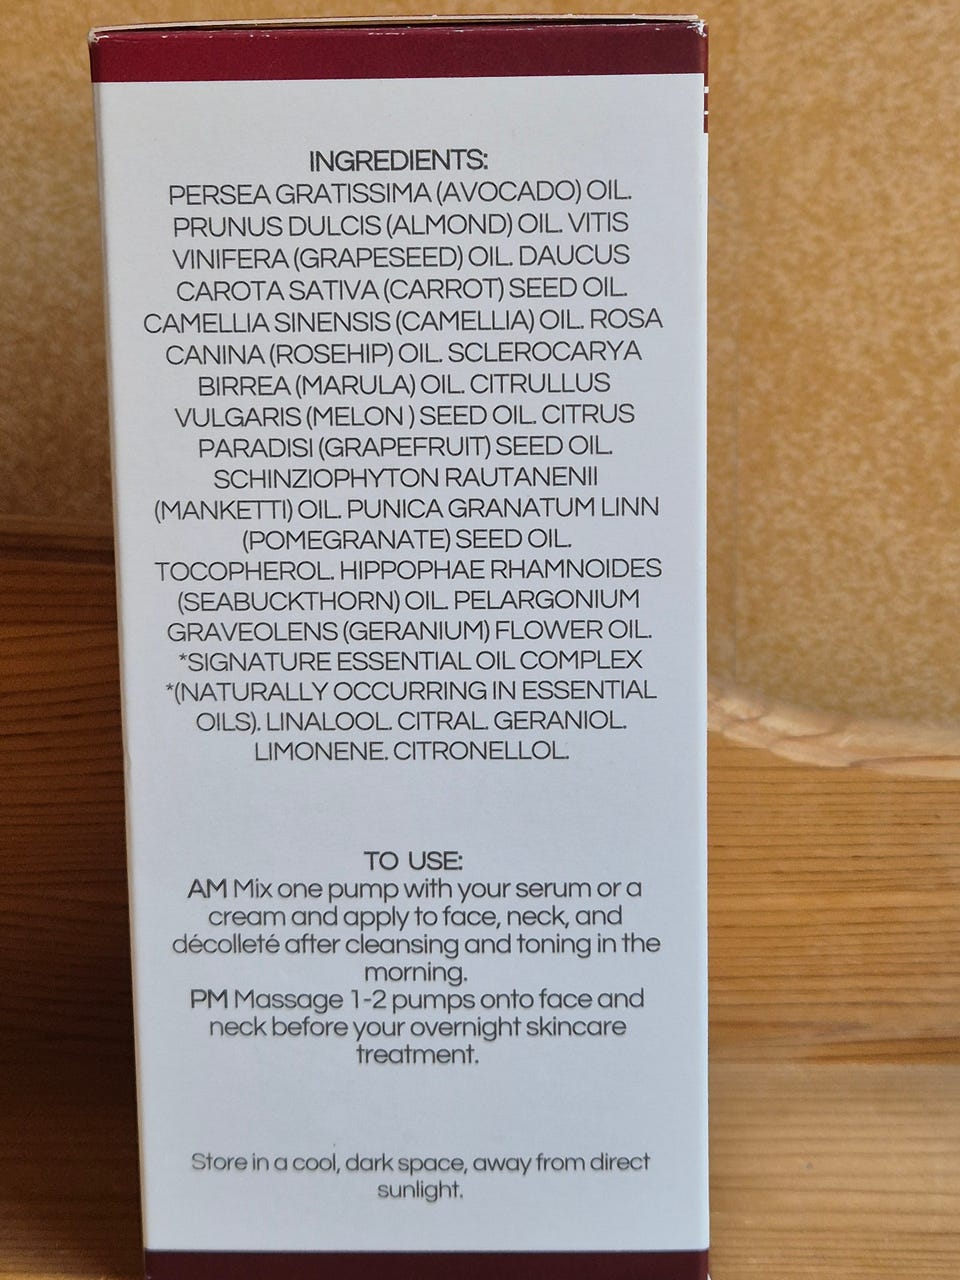 INGREDIENTS:
PERSEA GRATISSIMA (AVOCADO) OIL.
PRUNUS DULCIS (ALMOND) OIL. VITIS
VINIFERA (GRAPESEED) OIL. DAUCUS
CAROTA SATIVA (CARROT) SEED OIL.
CAMELLIA SINENSIS (CAMELLIA) OIL. ROSA
CANINA (ROSEHIP) OIL. SCLEROCARYA
BIRREA (MARULA) OIL. CITRULLUS
VULGARIS (MELON ) SEED OIL. CITRUS
PARADISI (GRAPEFRUIT) SEED OIL.
SCHINZIOPHYTON RAUTANENII
(MANKETTI) OIL. PUNICA GRANATUM LINN
(POMEGRANATE) SEED OIL.
TOCOPHEROL. HIPPOPHAE RHAMNOIDES
(SEABUCKTHORN) OIL. PELARGONIUM
GRAVEOLENS (GERANIUM) FLOWER OIL.
*SIGNATURE ESSENTIAL OIL COMPLEX
*(NATURALLY OCCURRING IN ESSENTIAL
OILS). LINALOOL. CITRAL. GERANIOL.
LIMONENE. CITRONELLOL.
TO USE:
AM Mix one pump with your serum or a
cream and apply to face, neck, and
décolleté after cleansing and toning in the
morning.
PM Massage 1-2 pumps onto face and
neck before your overnight skincare
treatment.
Store in a cool, dark space, away from direct
sunlight.